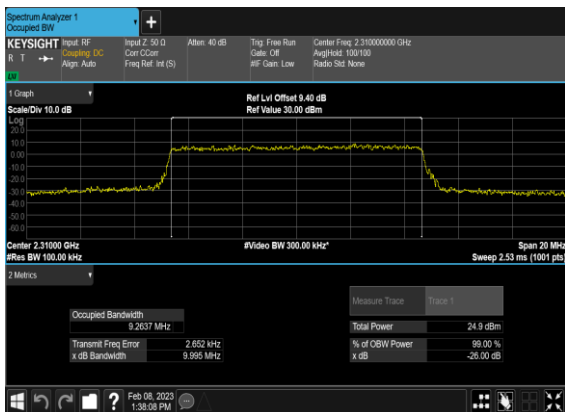 Spectrum Analyzer 1
Occupied BW
+
KEYSIGHT Input: RF Input Z: 50 Ω Atten: 40 dB Trig: Free Run Center Freq: 2.310000000 GHz
R T Coupling: DC Corr CCorr Gate: Off Avg|Hold: 100/100
Align: Auto Freq Ref: Int (S) #IF Gain: Low Radio Std: None
1 Graph
Ref Lvl Offset 9.40 dB
Scale/Div 10.0 dB Ref Value 30.00 dBm
Log
20.0
10.0
0.00
-10.0
-20.0
-30.0
-40.0
-50.0
-60.0
Center 2.31000 GHz #Video BW 300.00 kHz* Span 20 MHz
#Res BW 100.00 kHz Sweep 2.53 ms (1001 pts)
2 Metrics
Measure Trace Trace 1
Occupied Bandwidth
9.2637 MHz Total Power 24.9 dBm
Transmit Freq Error 2.652 kHz % of OBW Power 99.00 %
x dB Bandwidth 9.995 MHz x dB -26.00 dB
? Feb 08, 2023
1:38:08 PM